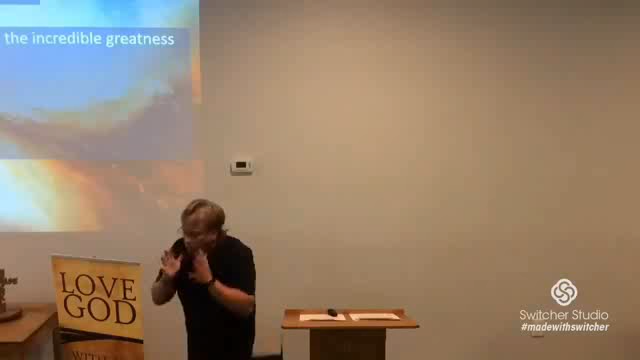 the incredible greatness
LOVE
GOD
Switcher Studio
#madewithswitcher